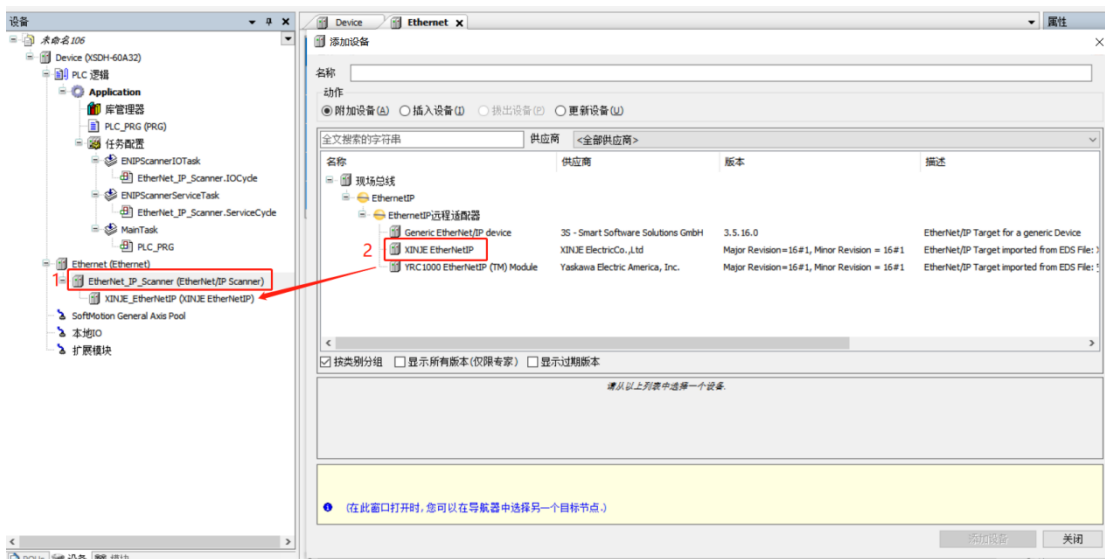 设备
未命名106
Device (XSDH-60A32)
PLC 逻辑
Application
库管理器
PLC_PRG (PRG)
任务配置
ENIPScannerIOTask
EtherNet_IP_Scanner.IOCycle
ENIPScannerServiceTask
EtherNet_IP_Scanner.ServiceCycle
MainTask
PLC_PRG
Ethernet (Ethernet)
1
EtherNet_IP_Scanner (EtherNet/IP Scanner)
XINJE_EtherNetIP (XINJE EtherNetIP)
SoftMotion General Axis Pool
本地IO
扩展模块
设备
模块
Device
Ethernet
属性
添加设备
名称
动作
附加设备(A) 插入设备(I) 拔出设备(P) 更新设备(U)
全文搜索的字符串 供应商 <全部供应商>
名称 供应商 版本 描述
现场总线
EthernetIP
EthernetIP远程适配器
Generic EtherNet/IP device 3S - Smart Software Solutions GmbH 3.5.16.0 EtherNet/IP Target for a generic Device
2 XINJE EtherNetIP XINJE ElectricCo.,Ltd Major Revision=16#1, Minor Revision = 16#1 EtherNet/IP Target imported from EDS File:
YRC1000 EtherNetIP (TM) Module Yaskawa Electric America, Inc. Major Revision=16#1, Minor Revision = 16#1 EtherNet/IP Target imported from EDS File:
按类别分组 显示所有版本(仅限专家) 显示过期版本
请从以上列表中选择一个设备.
(在此窗口打开时,您可以在导航器中选择另一个目标节点.)
添加设备 关闭